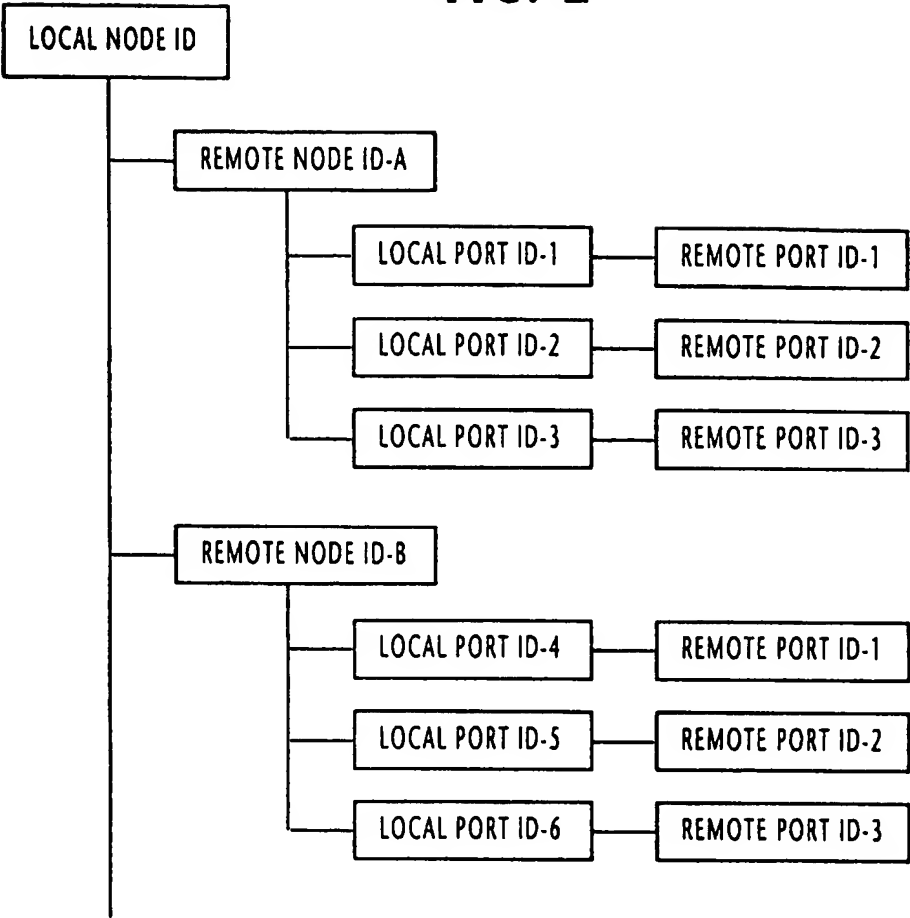 LOCAL NODE ID
REMOTE NODE ID-A
LOCAL PORT ID-1 REMOTE PORT ID-1
LOCAL PORT ID-2 REMOTE PORT ID-2
LOCAL PORT ID-3 REMOTE PORT ID-3
REMOTE NODE ID-B
LOCAL PORT ID-4 REMOTE PORT ID-1
LOCAL PORT ID-5 REMOTE PORT ID-2
LOCAL PORT ID-6 REMOTE PORT ID-3